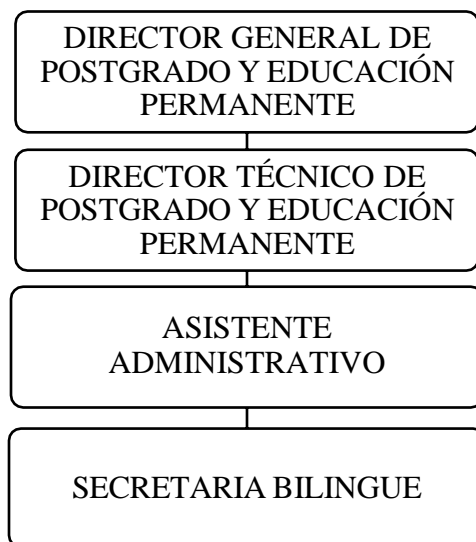 DIRECTOR GENERAL DE
POSTGRADO Y EDUCACIÓN
PERMANENTE
DIRECTOR TÉCNICO DE
POSTGRADO Y EDUCACIÓN
PERMANENTE
ASISTENTE
ADMINISTRATIVO
SECRETARIA BILINGUE